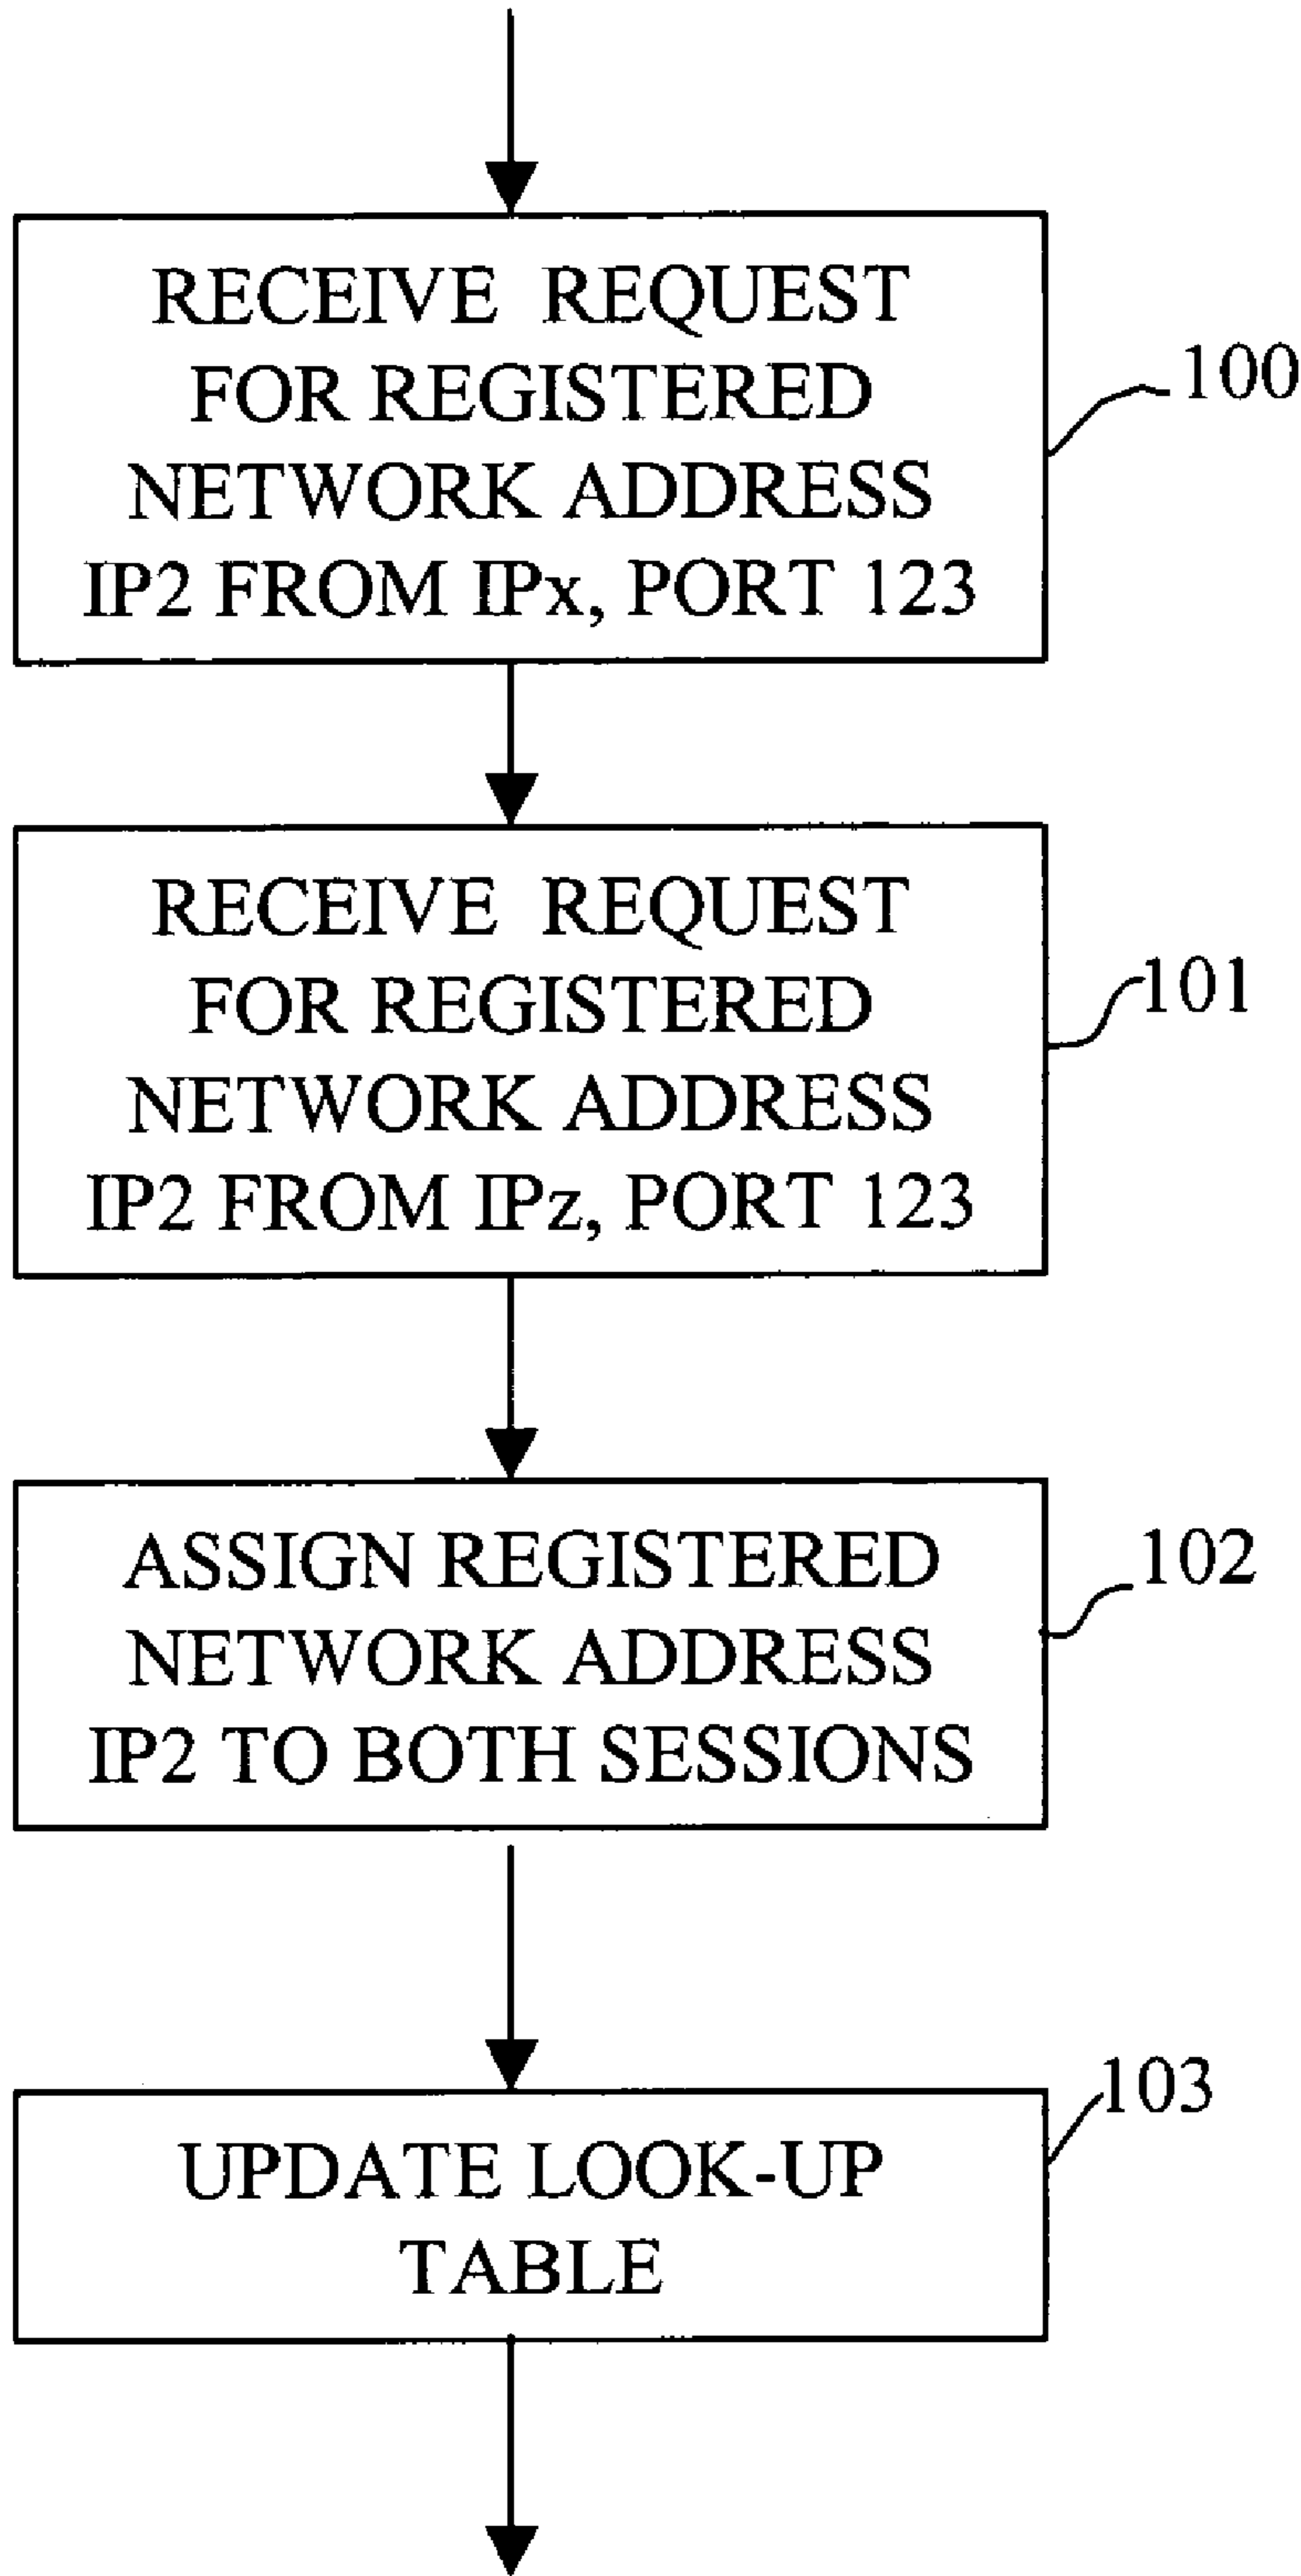 RECEIVE REQUEST
FOR REGISTERED
NETWORK ADDRESS
IP2 FROM IPx, PORT 123
100
RECEIVE REQUEST
FOR REGISTERED
NETWORK ADDRESS
IP2 FROM IPz, PORT 123
101
ASSIGN REGISTERED
NETWORK ADDRESS
IP2 TO BOTH SESSIONS
102
UPDATE LOOK-UP
TABLE
103